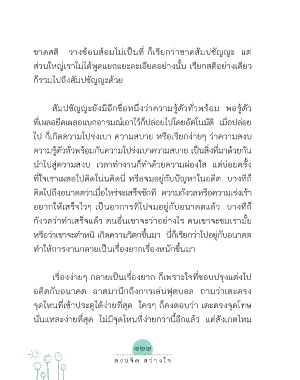 ขาดสติ วางซ้อนส้อมไม่เป็นที่ ก็เรียกว่าขาดสัมปชัญญะ แต่
ส่วนใหญ่เราไม่ได้พูดแยกแยะละเอียดอย่างนั้น เรียกสติอย่างเดียว
ก็รวมไปถึงสัมปชัญญะด้วย
สัมปชัญญะยังมีอีกชื่อหนึ่งว่าความรู้ตัวทั่วพร้อม พอรู้ตัว
ที่เผลอยึดเผลอแบกอารมณ์เอาไว้ก็ปล่อยไปโดยอัตโนมัติ เมื่อปล่อย
ไป ก็เกิดความโปร่งเบา ความสบาย หรือเรียกง่ายๆ ว่าความสงบ
ความรู้ตัวทั่วพร้อมกับความโปร่งเบาความสบาย เป็นสิ่งที่มาด้วยกัน
นำไปสู่ความสงบ เวลาทำงานก็ทำด้วยความผ่องใส แต่บ่อยครั้ง
ที่ใจเราเผลอไปคิดโน่นคิดนี่ หรือจมอยู่กับปัญหาในอดีต บางทีก็
คิดไปถึงอนาคตว่าเมื่อไหร่จะเสร็จซักที ความกังวลหรือความเร่งเร้า
อยากให้เสร็จไวๆ เป็นอาการที่ไปจมอยู่กับอนาคตแล้ว บางทีก็
กังวลว่าทำเสร็จแล้ว คนอื่นเขาจะว่าอย่างไร คนเขาจะชมเรามั้ย
หรือว่าเขาจะตำหนิ เกิดความวิตกขึ้นมา นี่ก็เรียกว่าไปอยู่กับอนาคต
ทำให้การงานกลายเป็นเรื่องยากเรื่องหนักขึ้นมา
เรื่องง่ายๆ กลายเป็นเรื่องยาก ก็เพราะใจที่ชอบปรุงแต่งไป
อดีตกับอนาคต อาตมานึกถึงการเล่นฟุตบอล ถามว่าเตะตรง
จุดไหนที่เข้าประตูได้ง่ายที่สุด ใครๆ ก็คงตอบว่า เตะตรงจุดโทษ
นั่นแหละง่ายที่สุด ไม่มีจุดไหนที่ง่ายกว่านี้อีกแล้ว แต่สังเกตไหม
๑๒๒
สงบจิต สว่างใจ